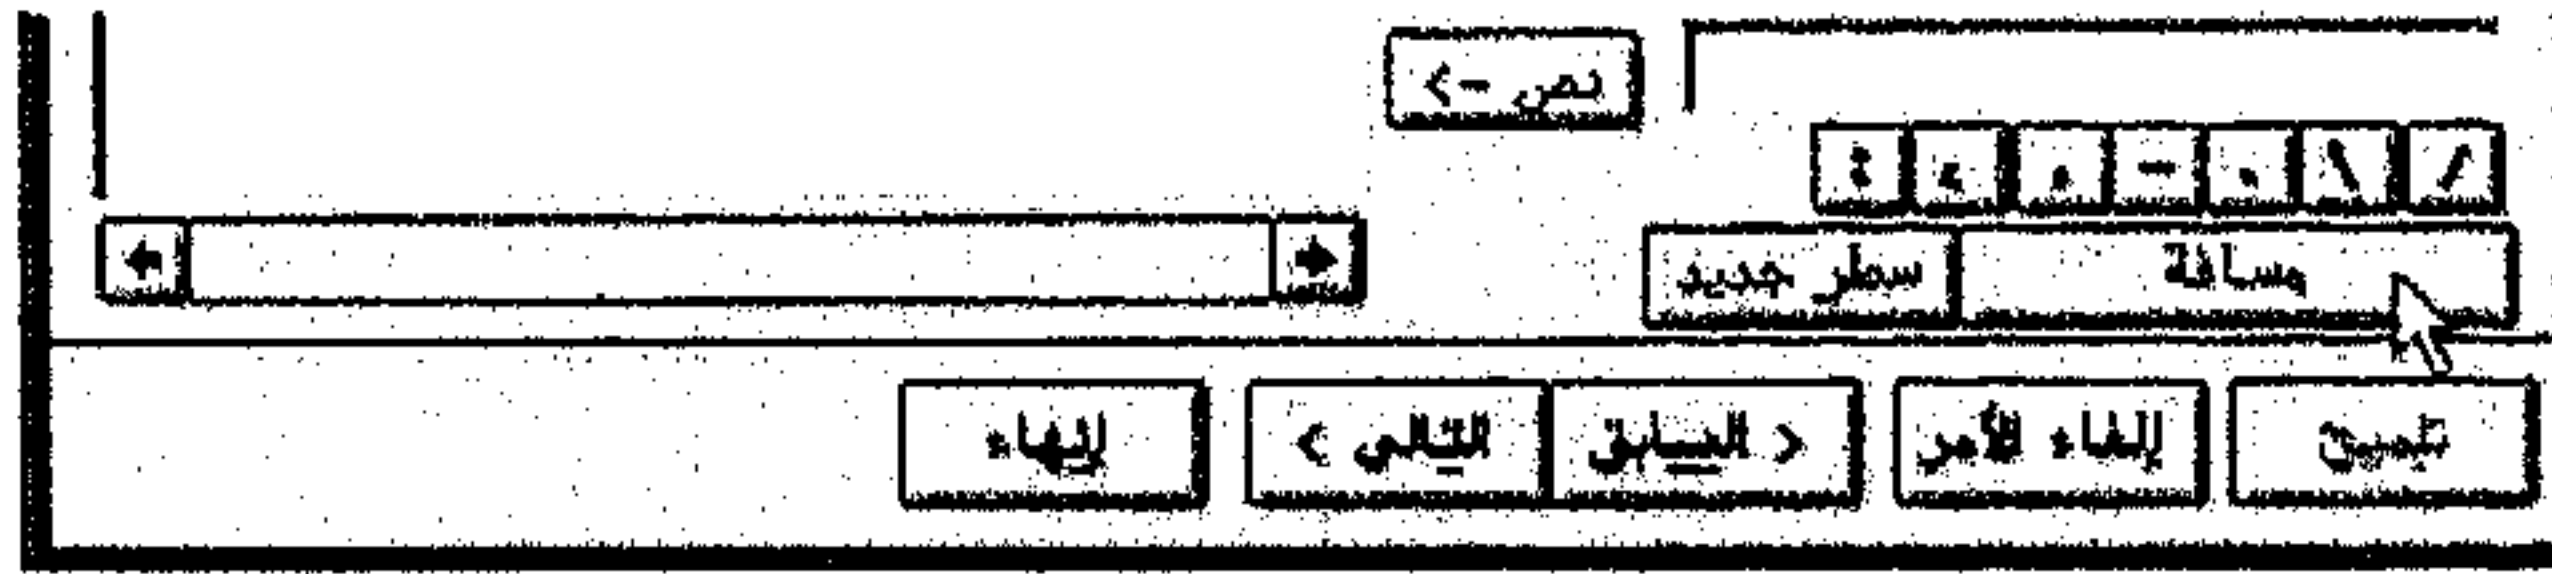 نص ->
/ \ . - ، ؛ :
مسافة سطر جديد
تلميح إلغاء الأمر < السابق التالي > إنهاء